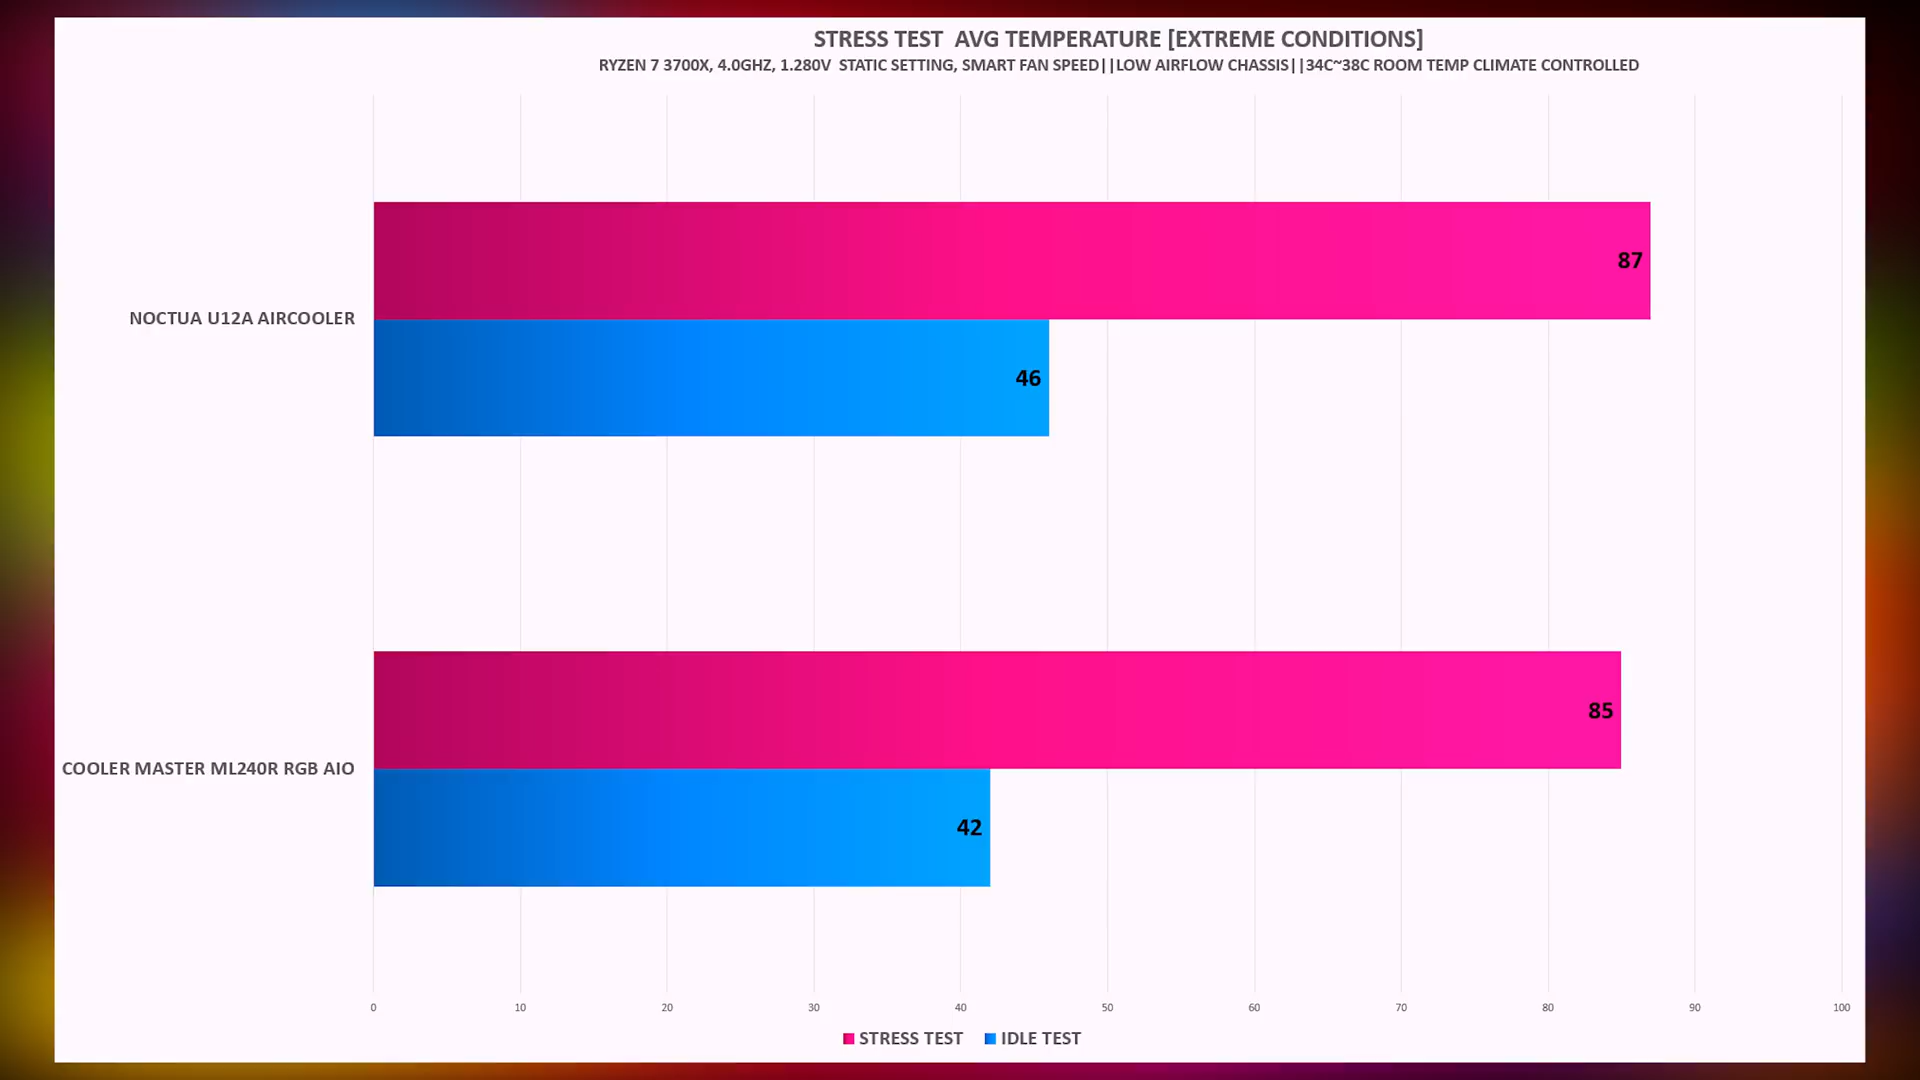 STRESS TEST  AVG TEMPERATURE [EXTREME CONDITIONS]
RYZEN 7 3700X, 4.0GHZ, 1.280V  STATIC SETTING, SMART FAN SPEED||LOW AIRFLOW CHASSIS||34C~38C ROOM TEMP CLIMATE CONTROLLED
87
NOCTUA U12A AIRCOOLER
46
85
COOLER MASTER ML240R RGB AIO
42
0 10 20 30 40 50 60 70 80 90 100
STRESS TEST IDLE TEST